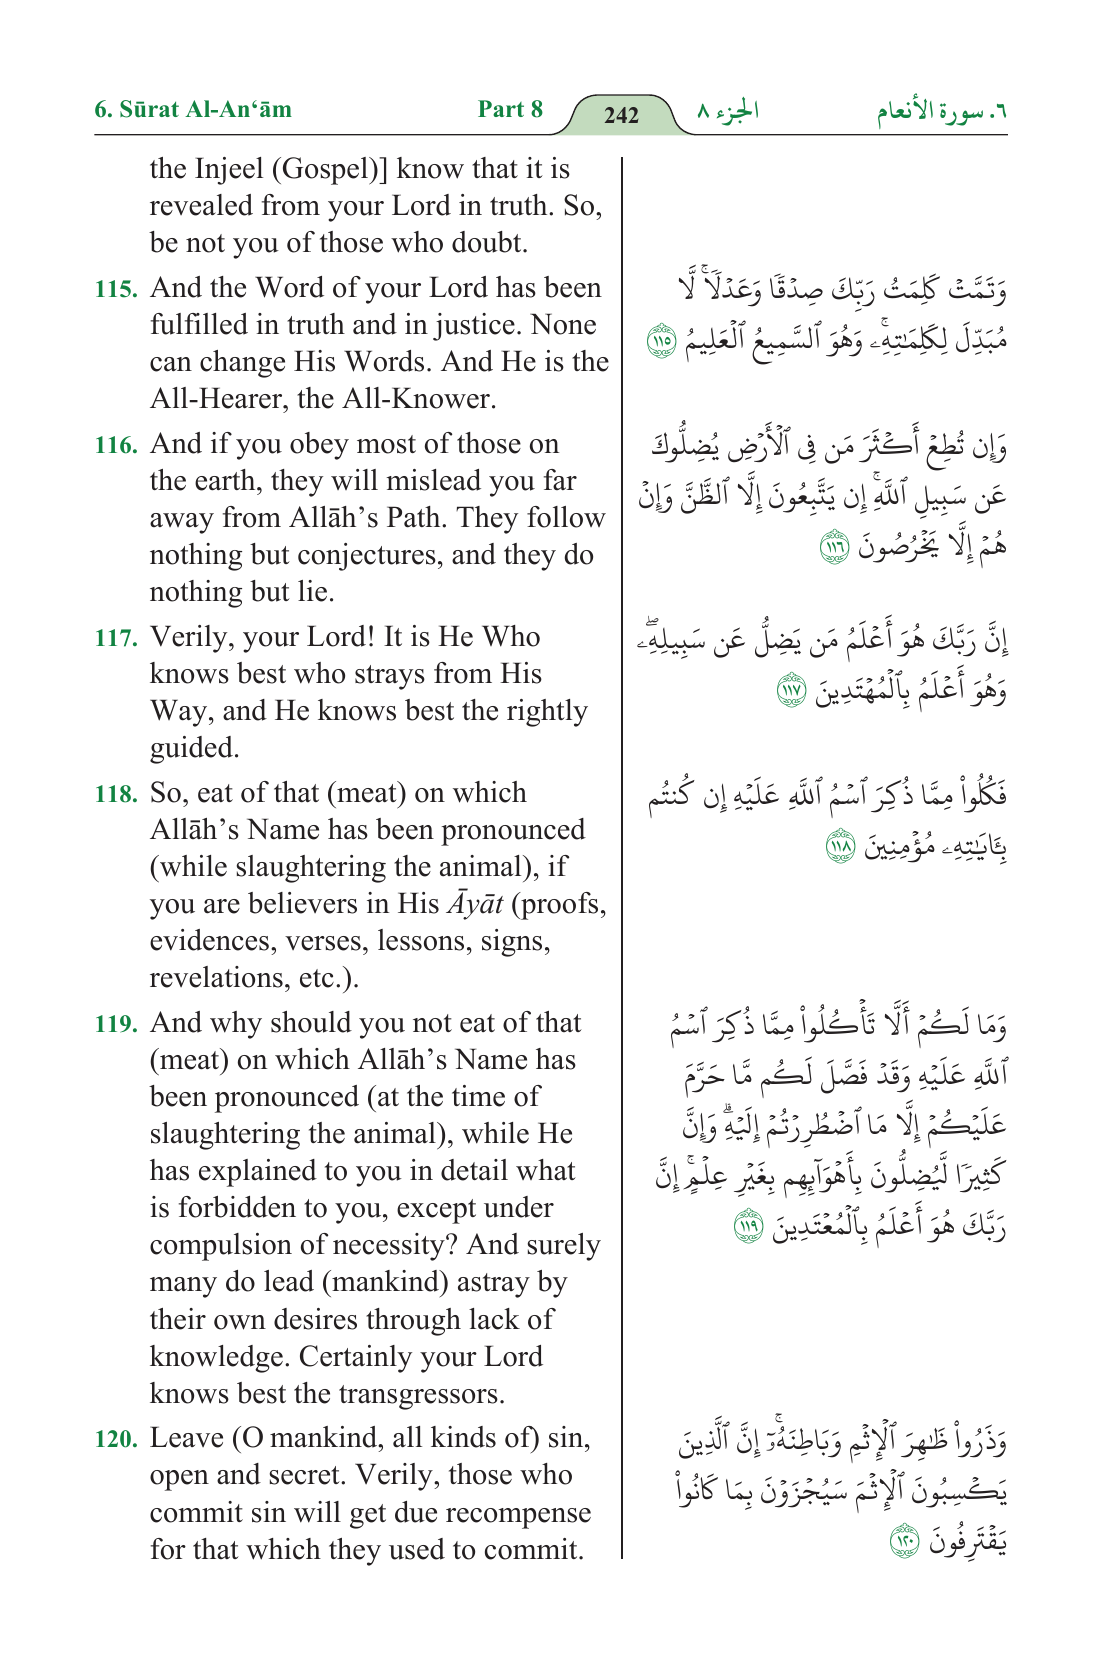 6. Sūrat Al-An‘ām Part 8 242 الجزء ٨ ٦. سورة الأنعام
the Injeel (Gospel)] know that it is
revealed from your Lord in truth. So,
be not you of those who doubt.
115. And the Word of your Lord has been
fulfilled in truth and in justice. None
can change His Words. And He is the
All-Hearer, the All-Knower.
116. And if you obey most of those on
the earth, they will mislead you far
away from Allāh’s Path. They follow
nothing but conjectures, and they do
nothing but lie.
117. Verily, your Lord! It is He Who
knows best who strays from His
Way, and He knows best the rightly
guided.
118. So, eat of that (meat) on which
Allāh’s Name has been pronounced
(while slaughtering the animal), if
you are believers in His Āyāt (proofs,
evidences, verses, lessons, signs,
revelations, etc.).
119. And why should you not eat of that
(meat) on which Allāh’s Name has
been pronounced (at the time of
slaughtering the animal), while He
has explained to you in detail what
is forbidden to you, except under
compulsion of necessity? And surely
many do lead (mankind) astray by
their own desires through lack of
knowledge. Certainly your Lord
knows best the transgressors.
120. Leave (O mankind, all kinds of) sin,
open and secret. Verily, those who
commit sin will get due recompense
for that which they used to commit.
وَتَمَّتْ كَلِمَتُ رَبِّكَ صِدْقًا وَعَدْلًا ۚ لَّا
مُبَدِّلَ لِكَلِمَـٰتِهِۦ ۚ وَهُوَ ٱلسَّمِيعُ ٱلْعَلِيمُ ١١٥
وَإِن تُطِعْ أَكْثَرَ مَن فِى ٱلْأَرْضِ يُضِلُّوكَ
عَن سَبِيلِ ٱللَّهِ ۚ إِن يَتَّبِعُونَ إِلَّا ٱلظَّنَّ وَإِنْ
هُمْ إِلَّا يَخْرُصُونَ ١١٦
إِنَّ رَبَّكَ هُوَ أَعْلَمُ مَن يَضِلُّ عَن سَبِيلِهِۦ ۖ
وَهُوَ أَعْلَمُ بِٱلْمُهْتَدِينَ ١١٧
فَكُلُوا۟ مِمَّا ذُكِرَ ٱسْمُ ٱللَّهِ عَلَيْهِ إِن كُنتُم
بِـَٔايَـٰتِهِۦ مُؤْمِنِينَ ١١٨
وَمَا لَكُمْ أَلَّا تَأْكُلُوا۟ مِمَّا ذُكِرَ ٱسْمُ
ٱللَّهِ عَلَيْهِ وَقَدْ فَصَّلَ لَكُم مَّا حَرَّمَ
عَلَيْكُمْ إِلَّا مَا ٱضْطُرِرْتُمْ إِلَيْهِ ۗ وَإِنَّ
كَثِيرًا لَّيُضِلُّونَ بِأَهْوَآئِهِم بِغَيْرِ عِلْمٍ ۚ إِنَّ
رَبَّكَ هُوَ أَعْلَمُ بِٱلْمُعْتَدِينَ ١١٩
وَذَرُوا۟ ظَـٰهِرَ ٱلْإِثْمِ وَبَاطِنَهُۥٓ ۚ إِنَّ ٱلَّذِينَ
يَكْسِبُونَ ٱلْإِثْمَ سَيُجْزَوْنَ بِمَا كَانُوا۟
يَقْتَرِفُونَ ١٢٠